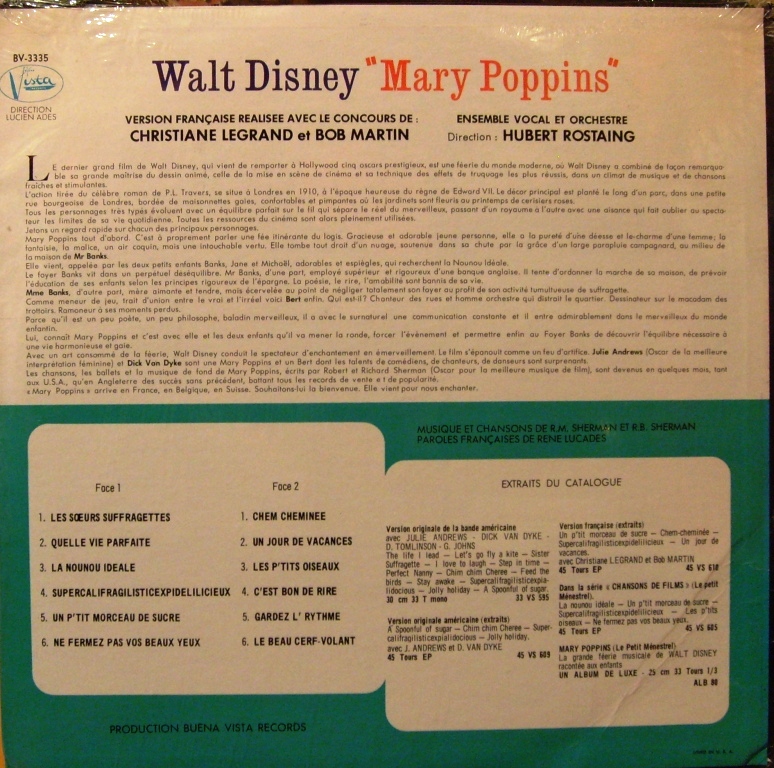 BV-3335
Vista
DIRECTION
LUCIEN ADES
Walt Disney "Mary Poppins"
VERSION FRANÇAISE REALISEE AVEC LE CONCOURS DE :
CHRISTIANE LEGRAND et BOB MARTIN
ENSEMBLE VOCAL ET ORCHESTRE
Direction : HUBERT ROSTAING
LE dernier grand film de Walt Disney, qui vient de remporter à Hollywood cinq oscars prestigieux, est une féerie du monde moderne, où Walt Disney a combiné de façon remarqua-
ble sa grande maîtrise du dessin animé, celle de la mise en scène de cinéma et sa technique des effets de truquage les plus réussis, dans un climat de musique et de chansons
fraîches et stimulantes.
L'action tirée du célèbre roman de P.L. Travers, se situe à Londres en 1910, à l'époque heureuse du règne de Edward VII. Le décor principal est planté le long d'un parc, dans une petite
rue bourgeoise de Londres, bordée de maisonnettes gaies, confortables et pimpantes où les jardinets sont fleuris au printemps de cerisiers roses.
Tous les personnages très typés évoluent avec un équilibre parfait sur le fil qui sépare le réel du merveilleux, passant d'un royaume à l'autre avec une aisance qui fait oublier au specta-
teur les limites de sa vie quotidienne. Toutes les ressources du cinéma sont alors pleinement utilisées.
Jetons un regard rapide sur chacun des principaux personnages.
Mary Poppins tout d'abord. C'est à proprement parler une fée itinérante du logis. Gracieuse et adorable jeune personne, elle a la pureté d'une déesse et le charme d'une femme; la
fantaisie, la malice, un air coquin, mais une intouchable vertu. Elle tombe tout droit d'un nuage, soutenue dans sa chute par la grâce d'un large parapluie campagnard, au milieu de
la maison de Mr Banks.
Elle vient, appelée par les deux petits enfants Banks, Jane et Michaël, adorables et espiègles, qui recherchent la Nounou Idéale.
Le foyer Banks vit dans un perpétuel déséquilibre. Mr Banks, d'une part, employé supérieur et rigoureux d'une banque anglaise. Il tente d'ordonner la marche de sa maison, de prévoir
l'éducation de ses enfants selon les principes rigoureux de l'épargne. La poésie, le rire, l'amabilité sont bannis de sa vie.
Mme Banks, d'autre part, mère aimante et tendre, mais écervelée au point de négliger totalement son foyer au profit de son activité tumultueuse de suffragette.
Comme meneur de jeu, trait d'union entre le vrai et l'irréel voici Bert enfin. Qui est-il? Chanteur des rues et homme orchestre qui distrait le quartier. Dessinateur sur le macadam des
trottoirs. Ramoneur à ses moments perdus.
Parce qu'il est un peu poète, un peu philosophe, baladin merveilleux, il a avec le surnaturel une communication constante et il entre admirablement dans le merveilleux du monde
enfantin.
Lui, connaît Mary Poppins et c'est avec elle et les deux enfants qu'il va mener la ronde, forcer l'évènement et permettre enfin au Foyer Banks de découvrir l'équilibre nécessaire à
une vie harmonieuse et gaie.
Avec un art consommé de la féerie, Walt Disney conduit le spectateur d'enchantement en émerveillement. Le film s'épanouit comme un feu d'artifice. Julie Andrews (Oscar de la meilleure
interprétation féminine) et Dick Van Dyke sont une Mary Poppins et un Bert dont les talents de comédiens, de chanteurs, de danseurs sont surprenants.
Les chansons, les ballets et la musique de fond de Mary Poppins, écrits par Robert et Richard Sherman (Oscar pour la meilleure musique de film), sont devenus en quelques mois, tant
aux U.S.A., qu'en Angleterre des succès sans précédent, battant tous les records de vente et de popularité.
« Mary Poppins » arrive en France, en Belgique, en Suisse. Souhaitons-lui la bienvenue. Elle vient pour nous enchanter.
MUSIQUE ET CHANSONS DE R.M. SHERMAN ET R.B. SHERMAN
PAROLES FRANÇAISES DE RENE LUCADES
Face 1
1. LES SŒURS SUFFRAGETTES
2. QUELLE VIE PARFAITE
3. LA NOUNOU IDEALE
4. SUPERCALIFRAGILISTICEXPIDELILICIEUX
5. UN P'TIT MORCEAU DE SUCRE
6. NE FERMEZ PAS VOS BEAUX YEUX
Face 2
1. CHEM CHEMINEE
2. UN JOUR DE VACANCES
3. LES P'TITS OISEAUX
4. C'EST BON DE RIRE
5. GARDEZ L' RYTHME
6. LE BEAU CERF-VOLANT
EXTRAITS DU CATALOGUE
Version originale de la bande américaine
avec JULIE ANDREWS - DICK VAN DYKE -
D. TOMLINSON - G. JOHNS
The life I lead — Let's go fly a kite — Sister
Suffragette — I love to laugh — Step in time —
Perfect Nanny — Chim chim Cheree — Feed the
birds — Stay awake — Supercalifragilisticexpia-
lidocious — Jolly holiday — A Spoonful of sugar.
30 cm 33 T mono 33 VS 595
Version originale américaine (extraits)
A Spoonful of sugar — Chim chim Cheree — Super-
califragilisticexpialidocious — Jolly holiday.
avec J. ANDREWS et D. VAN DYKE
45 Tours EP 45 VS 609
Version française (extraits)
Un p'tit morceau de sucre — Chem-cheminée —
Supercalifragilisticexpidelilicieux — Un jour de
vacances.
avec Christiane LEGRAND et Bob MARTIN
45 Tours EP 45 VS 610
Dans la série « CHANSONS DE FILMS » (Le petit
Ménestrel).
La nounou idéale — Un p'tit morceau de sucre —
Supercalifragilisticexpidelilicieux — Les p'tits
oiseaux — Ne fermez pas vos beaux yeux.
45 Tours EP 45 VS 605
MARY POPPINS (Le Petit Ménestrel)
La grande féerie musicale de WALT DISNEY
racontée aux enfants
UN ALBUM DE LUXE - 25 cm 33 Tours 1/3
ALB 80
PRODUCTION BUENA VISTA RECORDS